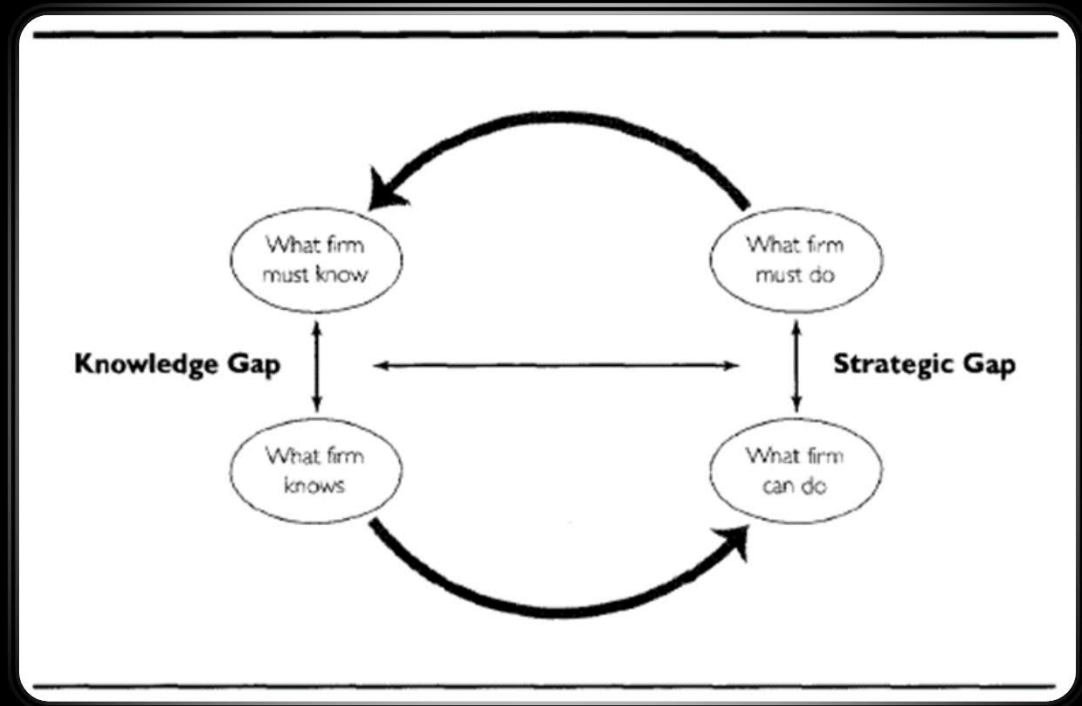 What firm
must know
What firm
must do
Knowledge Gap
Strategic Gap
What firm
knows
What firm
can do